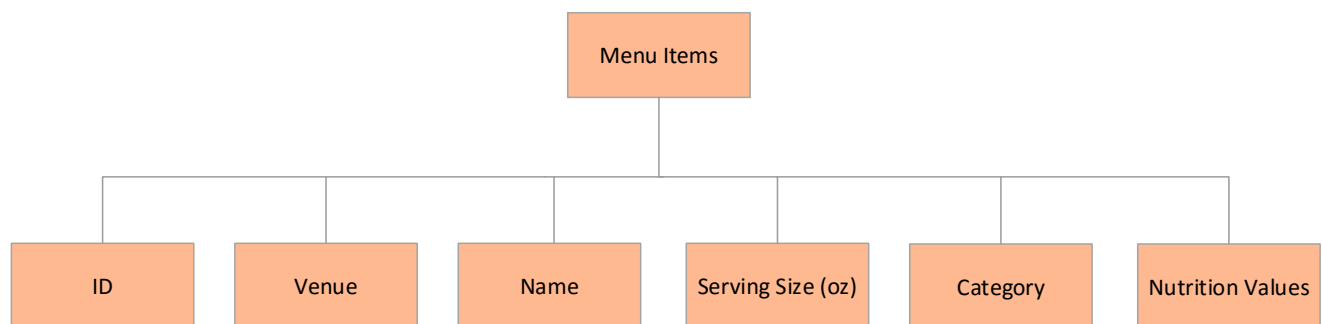 Menu Items
ID
Venue
Name
Serving Size (oz)
Category
Nutrition Values